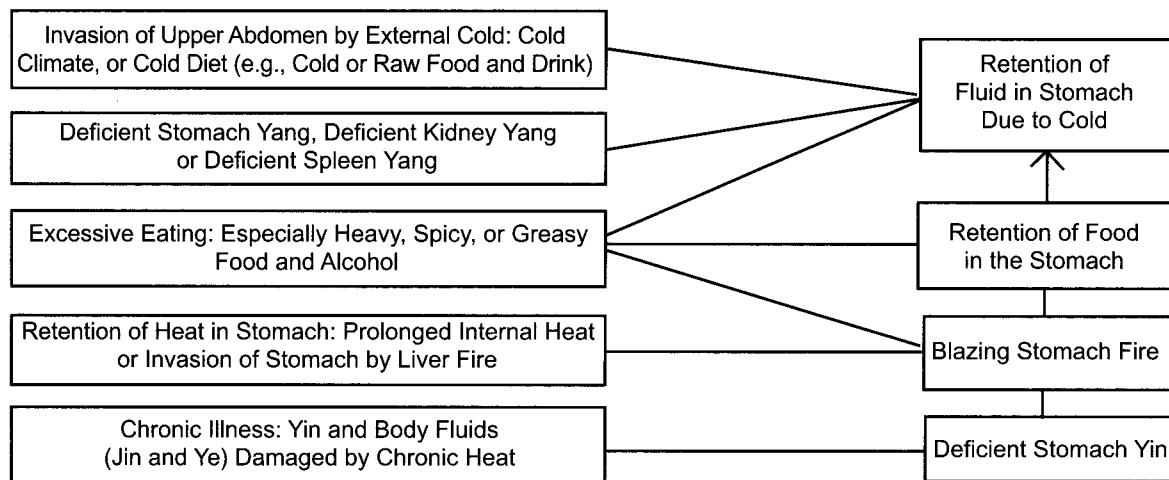 Invasion of Upper Abdomen by External Cold: Cold
Climate, or Cold Diet (e.g., Cold or Raw Food and Drink)
Retention of
Fluid in Stomach
Due to Cold
Deficient Stomach Yang, Deficient Kidney Yang
or Deficient Spleen Yang
Excessive Eating: Especially Heavy, Spicy, or Greasy
Food and Alcohol
Retention of Food
in the Stomach
Retention of Heat in Stomach: Prolonged Internal Heat
or Invasion of Stomach by Liver Fire
Blazing Stomach Fire
Chronic Illness: Yin and Body Fluids
(Jin and Ye) Damaged by Chronic Heat
Deficient Stomach Yin